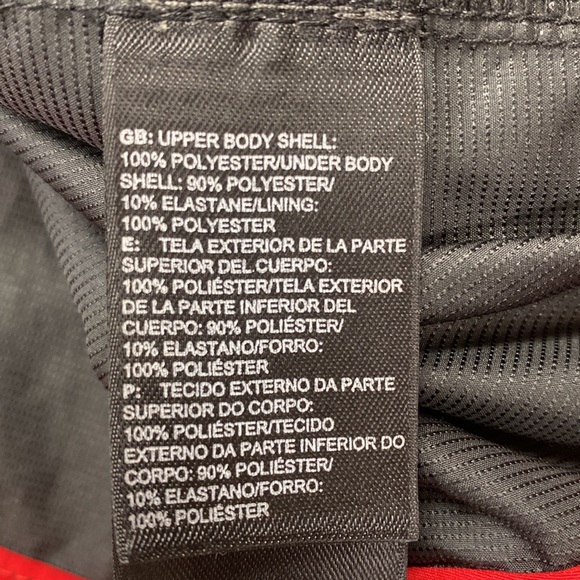 GB: UPPER BODY SHELL:
100% POLYESTER/UNDER BODY
SHELL: 90% POLYESTER/
10% ELASTANE/LINING:
100% POLYESTER
E: TELA EXTERIOR DE LA PARTE
SUPERIOR DEL CUERPO:
100% POLIÉSTER/TELA EXTERIOR
DE LA PARTE INFERIOR DEL
CUERPO: 90% POLIÉSTER/
10% ELASTANO/FORRO:
100% POLIÉSTER
P: TECIDO EXTERNO DA PARTE
SUPERIOR DO CORPO:
100% POLIÉSTER/TECIDO
EXTERNO DA PARTE INFERIOR DO
CORPO: 90% POLIÉSTER/
10% ELASTANO/FORRO:
100% POLIÉSTER